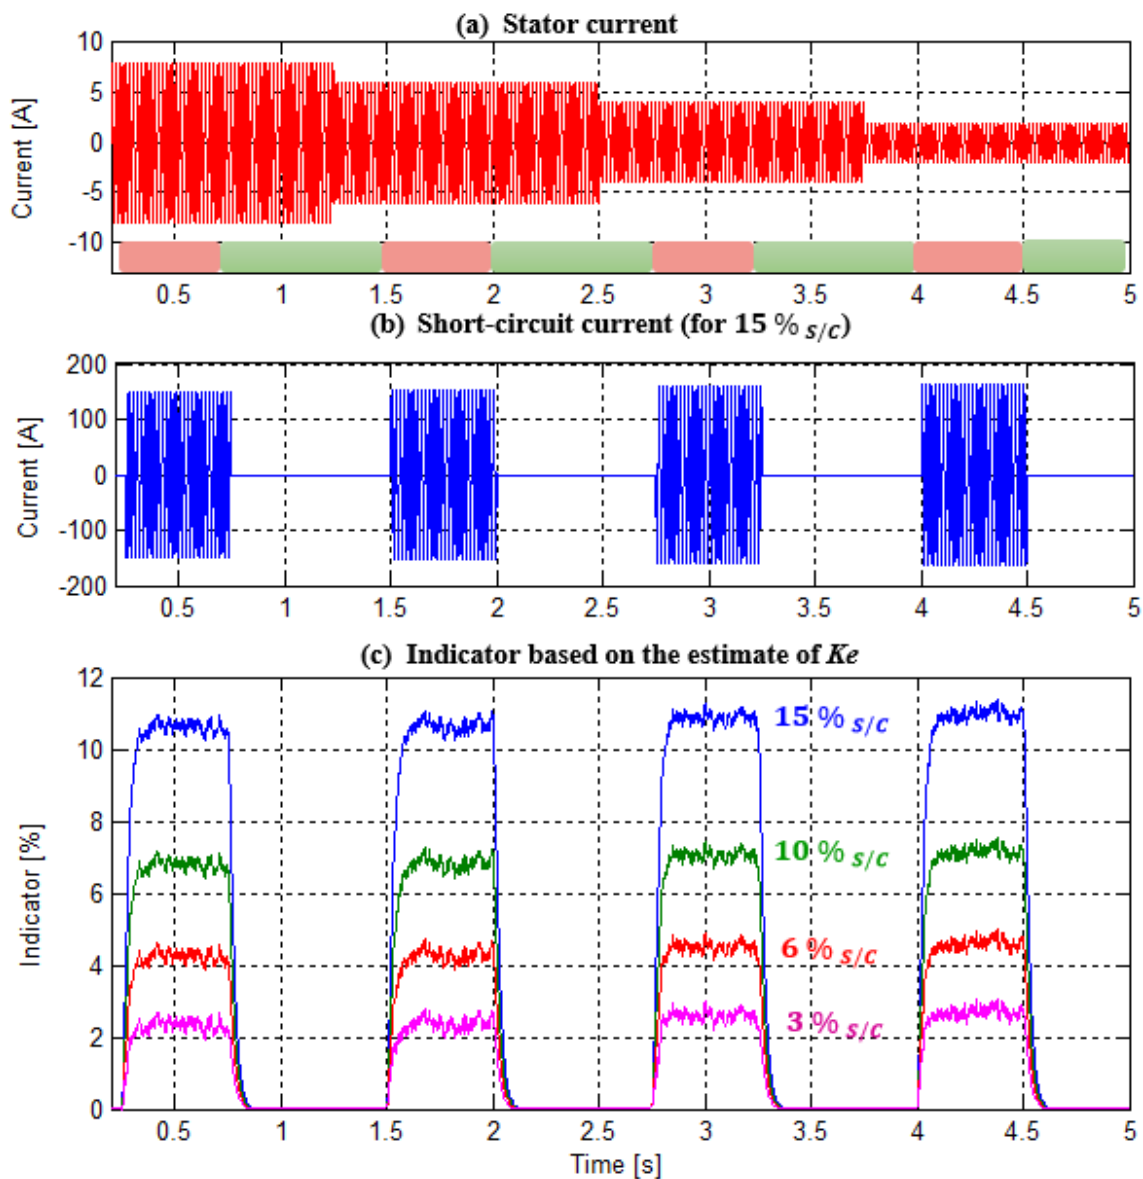 (a) Stator current
Current [A]
10
5
0
-5
-10
0.5 1 1.5 2 2.5 3 3.5 4 4.5 5
(b) Short-circuit current (for 15 % s/c)
Current [A]
200
100
0
-100
-200
0.5 1 1.5 2 2.5 3 3.5 4 4.5 5
(c) Indicator based on the estimate of Ke
Indicator [%]
12
10
8
6
4
2
0
15 % s/c
10 % s/c
6 % s/c
3 % s/c
0.5 1 1.5 2 2.5 3 3.5 4 4.5 5
Time [s]